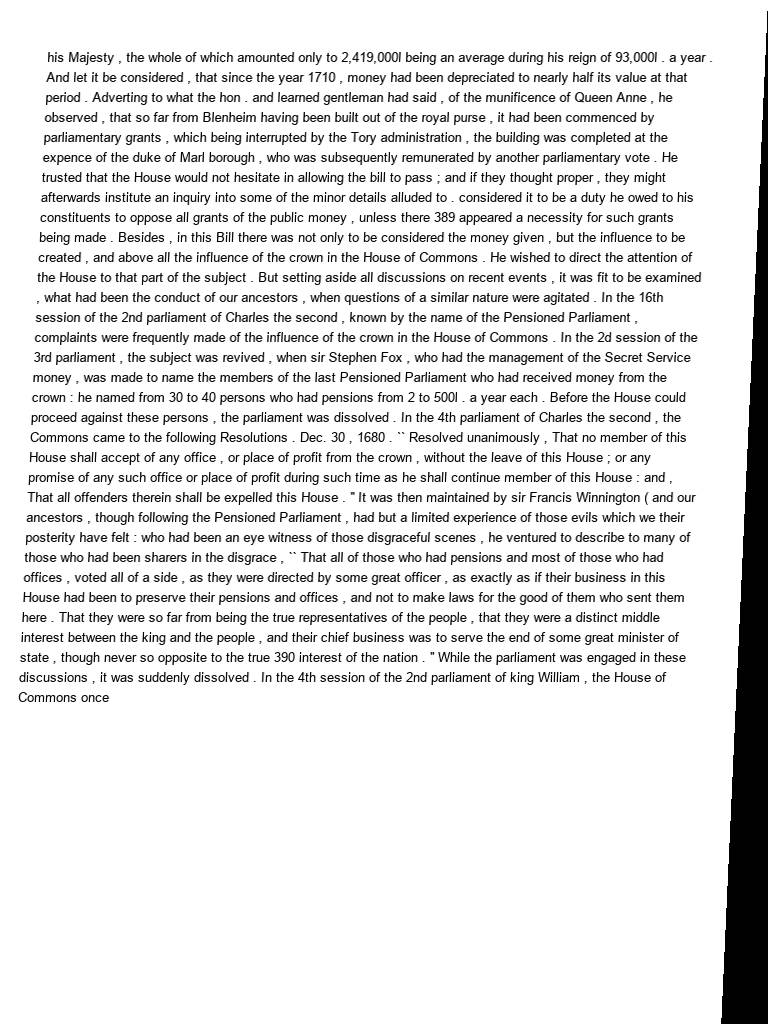 his Majesty , the whole of which amounted only to 2,419,000l being an average during his reign of 93,000l . a year .
And let it be considered , that since the year 1710 , money had been depreciated to nearly half its value at that
period . Adverting to what the hon . and learned gentleman had said , of the munificence of Queen Anne , he
observed , that so far from Blenheim having been built out of the royal purse , it had been commenced by
parliamentary grants , which being interrupted by the Tory administration , the building was completed at the
expence of the duke of Marl borough , who was subsequently remunerated by another parliamentary vote . He
trusted that the House would not hesitate in allowing the bill to pass ; and if they thought proper , they might
afterwards institute an inquiry into some of the minor details alluded to . considered it to be a duty he owed to his
constituents to oppose all grants of the public money , unless there 389 appeared a necessity for such grants
being made . Besides , in this Bill there was not only to be considered the money given , but the influence to be
created , and above all the influence of the crown in the House of Commons . He wished to direct the attention of
the House to that part of the subject . But setting aside all discussions on recent events , it was fit to be examined
, what had been the conduct of our ancestors , when questions of a similar nature were agitated . In the 16th
session of the 2nd parliament of Charles the second , known by the name of the Pensioned Parliament ,
complaints were frequently made of the influence of the crown in the House of Commons . In the 2d session of the
3rd parliament , the subject was revived , when sir Stephen Fox , who had the management of the Secret Service
money , was made to name the members of the last Pensioned Parliament who had received money from the
crown : he named from 30 to 40 persons who had pensions from 2 to 500l . a year each . Before the House could
proceed against these persons , the parliament was dissolved . In the 4th parliament of Charles the second , the
Commons came to the following Resolutions . Dec. 30 , 1680 . `` Resolved unanimously , That no member of this
House shall accept of any office , or place of profit from the crown , without the leave of this House ; or any
promise of any such office or place of profit during such time as he shall continue member of this House : and ,
That all offenders therein shall be expelled this House . " It was then maintained by sir Francis Winnington ( and our
ancestors , though following the Pensioned Parliament , had but a limited experience of those evils which we their
posterity have felt : who had been an eye witness of those disgraceful scenes , he ventured to describe to many of
those who had been sharers in the disgrace , `` That all of those who had pensions and most of those who had
offices , voted all of a side , as they were directed by some great officer , as exactly as if their business in this
House had been to preserve their pensions and offices , and not to make laws for the good of them who sent them
here . That they were so far from being the true representatives of the people , that they were a distinct middle
interest between the king and the people , and their chief business was to serve the end of some great minister of
state , though never so opposite to the true 390 interest of the nation . " While the parliament was engaged in these
discussions , it was suddenly dissolved . In the 4th session of the 2nd parliament of king William , the House of
Commons once